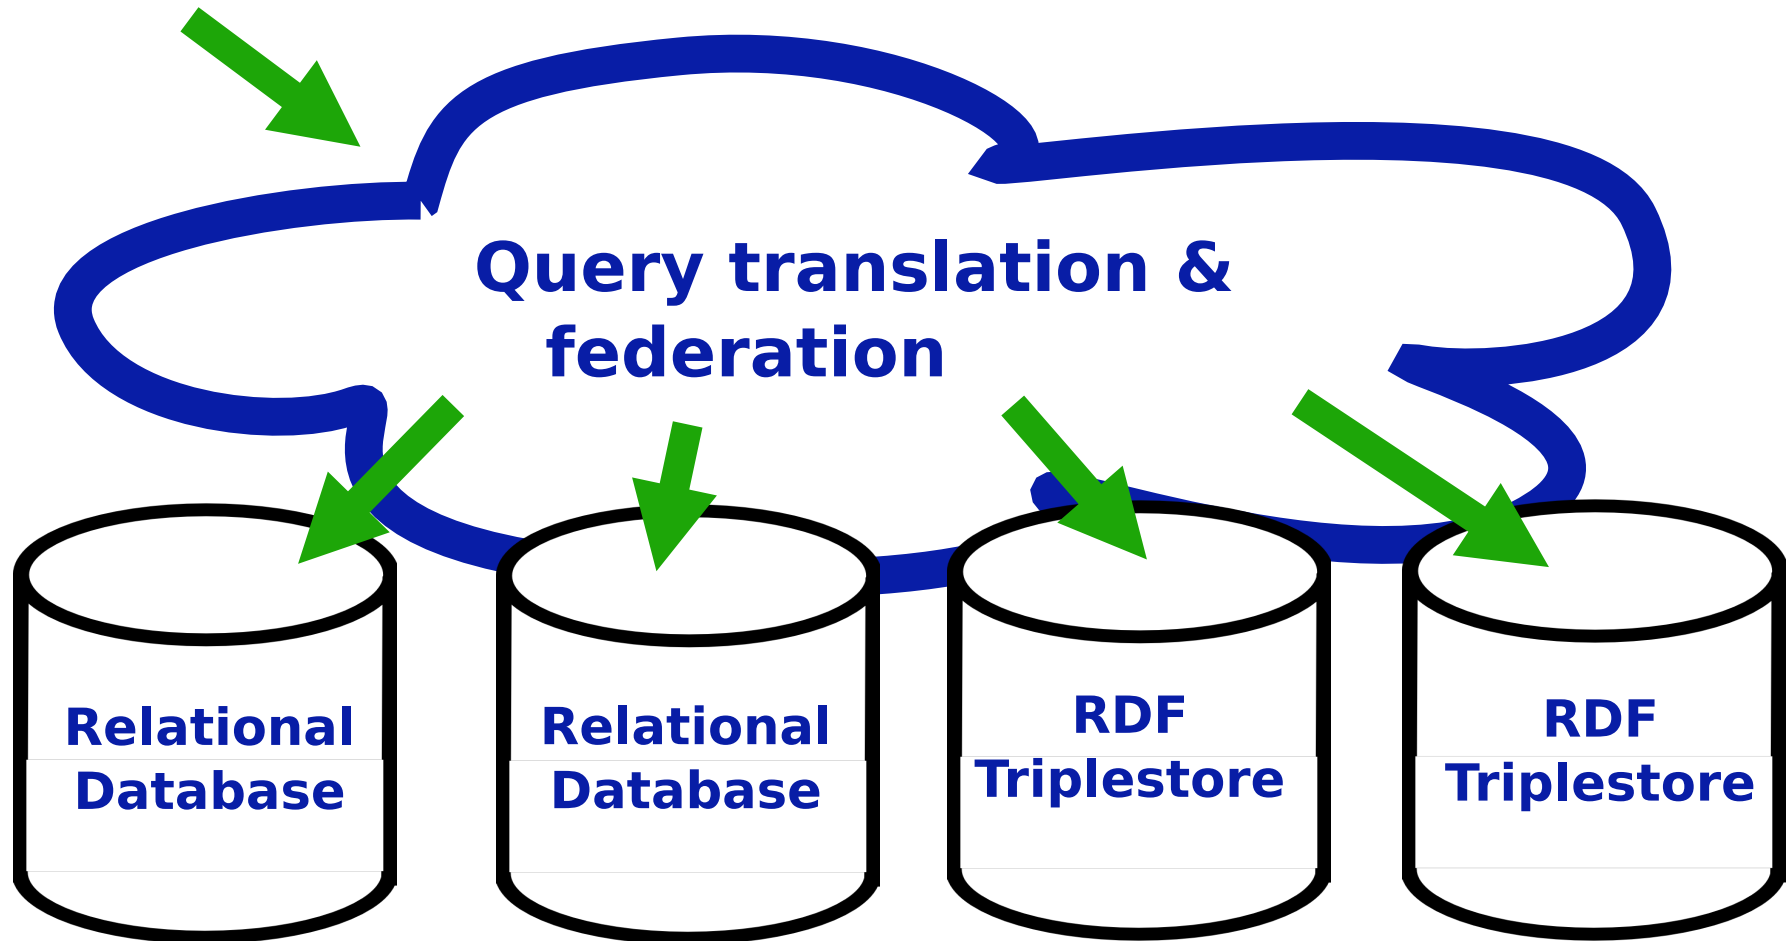 Query translation &
federation
Relational
Database
Relational
Database
RDF
Triplestore
RDF
Triplestore